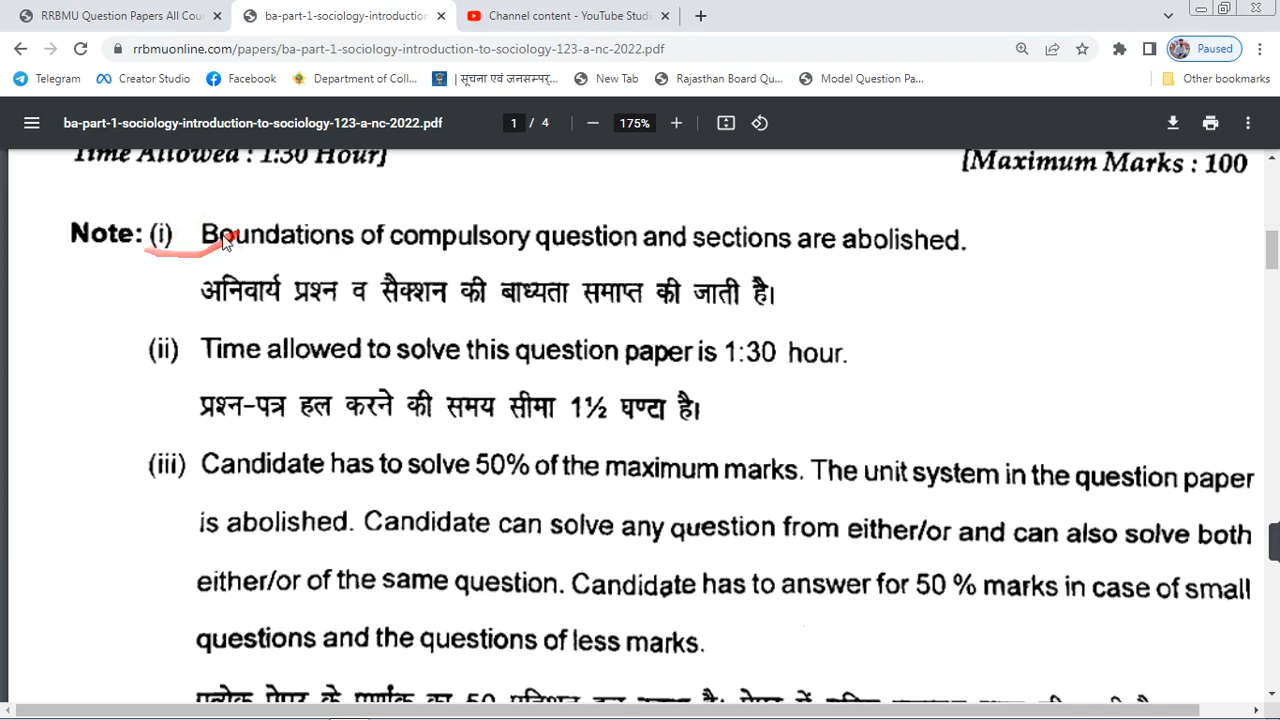 RRBMU Question Papers All Cour
ba-part-1-sociology-introduction
Channel content - YouTube Studi
rrbmuonline.com/papers/ba-part-1-sociology-introduction-to-sociology-123-a-nc-2022.pdf
Paused
Telegram
Creator Studio
Facebook
Department of Coll...
| सूचना एवं जनसम्पर्...
New Tab
Rajasthan Board Qu...
Model Question Pa...
Other bookmarks
ba-part-1-sociology-introduction-to-sociology-123-a-nc-2022.pdf
1 / 4
175%
Time Allowed : 1:30 Hour]
[Maximum Marks : 100
Note: (i) Boundations of compulsory question and sections are abolished.
अनिवार्य प्रश्न व सैक्शन की बाध्यता समाप्त की जाती है।
(ii) Time allowed to solve this question paper is 1:30 hour.
प्रश्न-पत्र हल करने की समय सीमा 1½ घण्टा है।
(iii) Candidate has to solve 50% of the maximum marks. The unit system in the question paper
is abolished. Candidate can solve any question from either/or and can also solve both
either/or of the same question. Candidate has to answer for 50 % marks in case of small
questions and the questions of less marks.